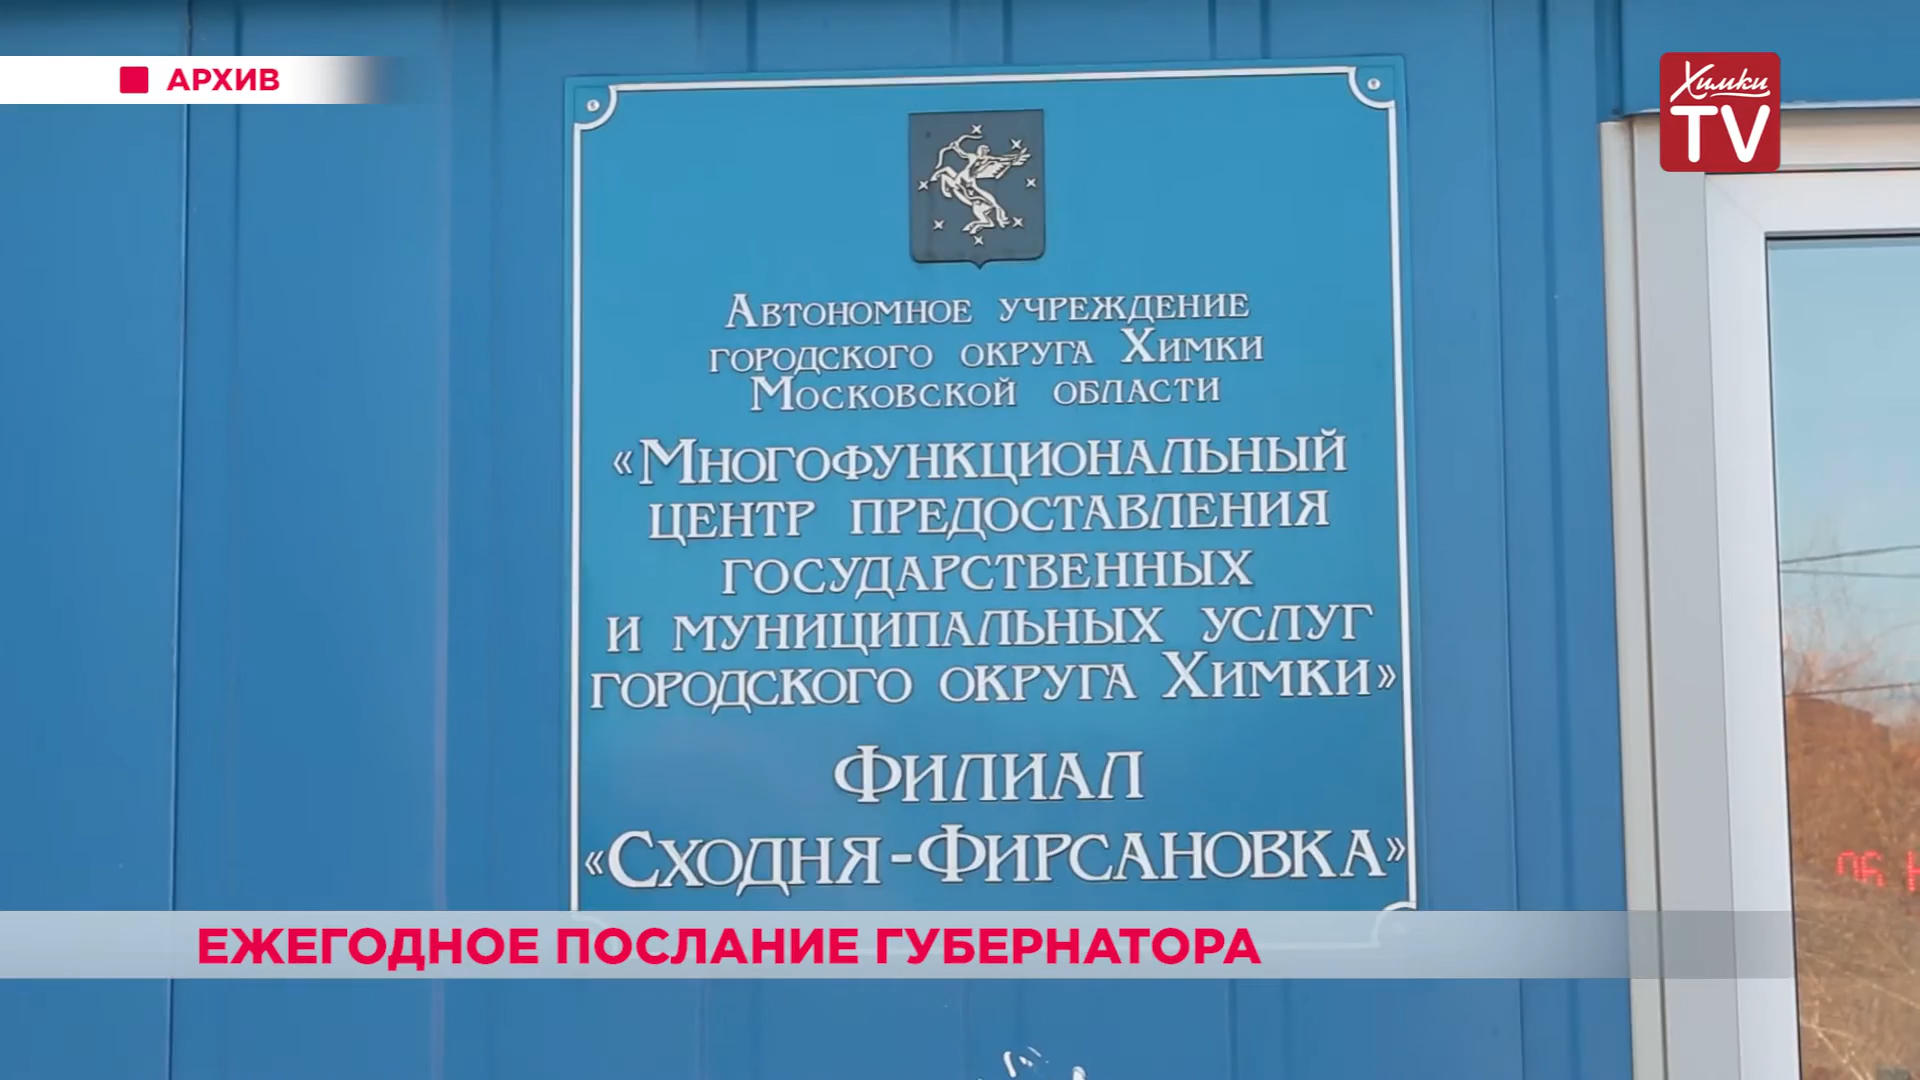 АРХИВ
Химки
TV
Автономное учреждение
городского округа Химки
Московской области
«Многофункциональный
центр предоставления
государственных
и муниципальных услуг
городского округа Химки»
Филиал
«Сходня-Фирсановка»
ЕЖЕГОДНОЕ ПОСЛАНИЕ ГУБЕРНАТОРА